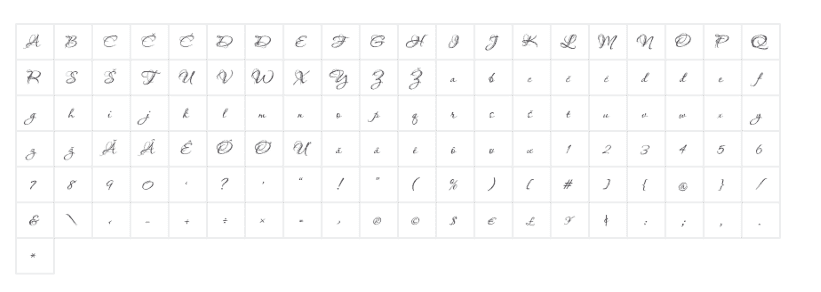 A B C Č Ć D Đ E F G H I J K L M N O P Q
R S Š T U V W X Y Z Ž a b c č ć d đ e f
g h i j k l m n o p q r s š t u v w x y
z ž Ă Â Ê Ô Ơ Ư ă â ê ô ơ ư 1 2 3 4 5 6
7 8 9 0 ‘ ? ’ “ ! ” ( % ) [ # ] { @ } /
& \ < - + ÷ × = > ® © $ € £ ¥ ¢ : ; , .
*